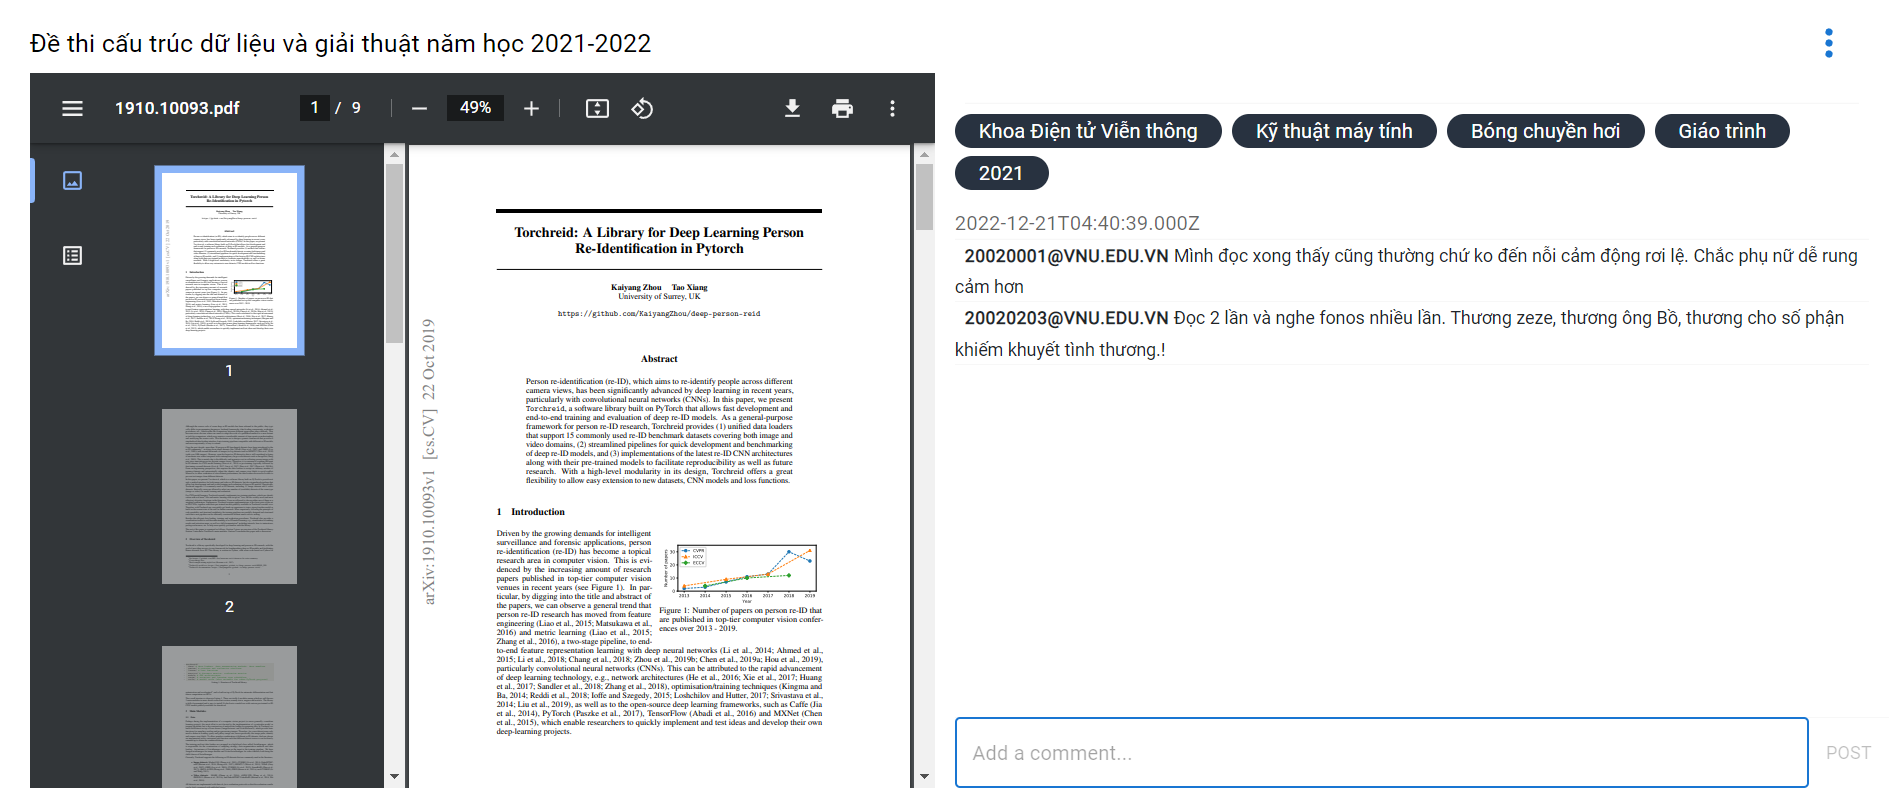 Đề thi cấu trúc dữ liệu và giải thuật năm học 2021-2022
1910.10093.pdf
1 / 9
49%
1
2
arXiv:1910.10093v1 [cs.CV] 22 Oct 2019
Torchreid: A Library for Deep Learning Person
Re-Identification in Pytorch
Kaiyang Zhou Tao Xiang
University of Surrey, UK
https://github.com/KaiyangZhou/deep-person-reid
Abstract
Person re-identification (re-ID), which aims to re-identify people across different
camera views, has been significantly advanced by deep learning in recent years,
particularly with convolutional neural networks (CNNs). In this paper, we present
Torchreid, a software library built on PyTorch that allows fast development and
end-to-end training and evaluation of deep re-ID models. As a general-purpose
framework for person re-ID research, Torchreid provides (1) unified data loaders
that support 15 commonly used re-ID benchmark datasets covering both image and
video domains, (2) streamlined pipelines for quick development and benchmarking
of deep re-ID models, and (3) implementations of the latest re-ID CNN architectures
along with their pre-trained models to facilitate reproducibility as well as future
research. With a high-level modularity in its design, Torchreid offers a great
flexibility to allow easy extension to new datasets, CNN models and loss functions.
1 Introduction
Driven by the growing demands for intelligent
surveillance and forensic applications, person
re-identification (re-ID) has become a topical
research area in computer vision. This is evi-
denced by the increasing amount of research
papers published in top-tier computer vision
venues in recent years (see Figure 1). In par-
ticular, by digging into the title and abstract of
the papers, we can observe a general trend that
person re-ID research has moved from feature
engineering (Liao et al., 2015; Matsukawa et al.,
2016) and metric learning (Liao et al., 2015;
Zhang et al., 2016), a two-stage pipeline, to end-
to-end feature representation learning with deep neural networks (Li et al., 2014; Ahmed et al.,
2015; Li et al., 2018; Chang et al., 2018; Zhou et al., 2019b; Chen et al., 2019a; Hou et al., 2019),
particularly convolutional neural networks (CNNs). This can be attributed to the rapid advancement
of deep learning technology, e.g., network architectures (He et al., 2016; Xie et al., 2017; Huang
et al., 2017; Sandler et al., 2018; Zhang et al., 2018), optimisation/training techniques (Kingma and
Ba, 2014; Reddi et al., 2018; Ioffe and Szegedy, 2015; Loshchilov and Hutter, 2017; Srivastava et al.,
2014; Liu et al., 2019), as well as to the open-source deep learning frameworks, such as Caffe (Jia
et al., 2014), PyTorch (Paszke et al., 2017), TensorFlow (Abadi et al., 2016) and MXNet (Chen
et al., 2015), which enable researchers to quickly implement and test ideas and develop their own
deep-learning projects.
Number of papers
CVPR
ICCV
ECCV
2013 2014 2015 2016 2017 2018 2019
Year
Figure 1: Number of papers on person re-ID that
are published in top-tier computer vision confer-
ences over 2013 - 2019.
Khoa Điện tử Viễn thông
Kỹ thuật máy tính
Bóng chuyền hơi
Giáo trình
2021
2022-12-21T04:40:39.000Z
20020001@VNU.EDU.VN Mình đọc xong thấy cũng thường chứ ko đến nỗi cảm động rơi lệ. Chắc phụ nữ dễ rung
cảm hơn
20020203@VNU.EDU.VN Đọc 2 lần và nghe fonos nhiều lần. Thương zeze, thương ông Bồ, thương cho số phận
khiếm khuyết tình thương.!
Add a comment...
POST